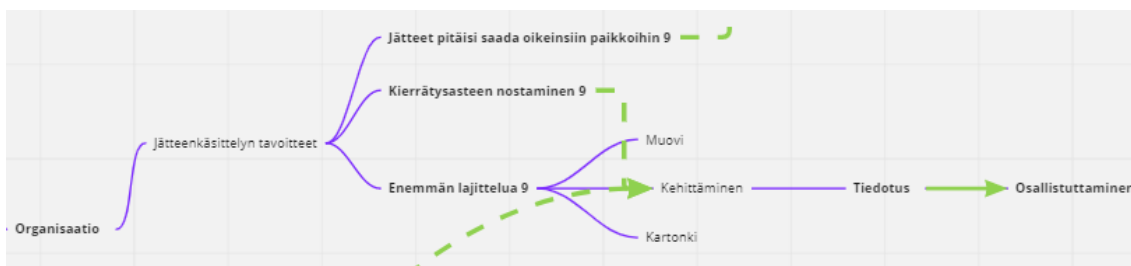 Jätteet pitäisi saada oikeinsiin paikkoihin 9
Kierrätysasteen nostaminen 9
Jätteenkäsittelyn tavoitteet
Muovi
Enemmän lajittelua 9
Kehittäminen
Tiedotus
Osallistuttaminen
Organisaatio
Kartonki